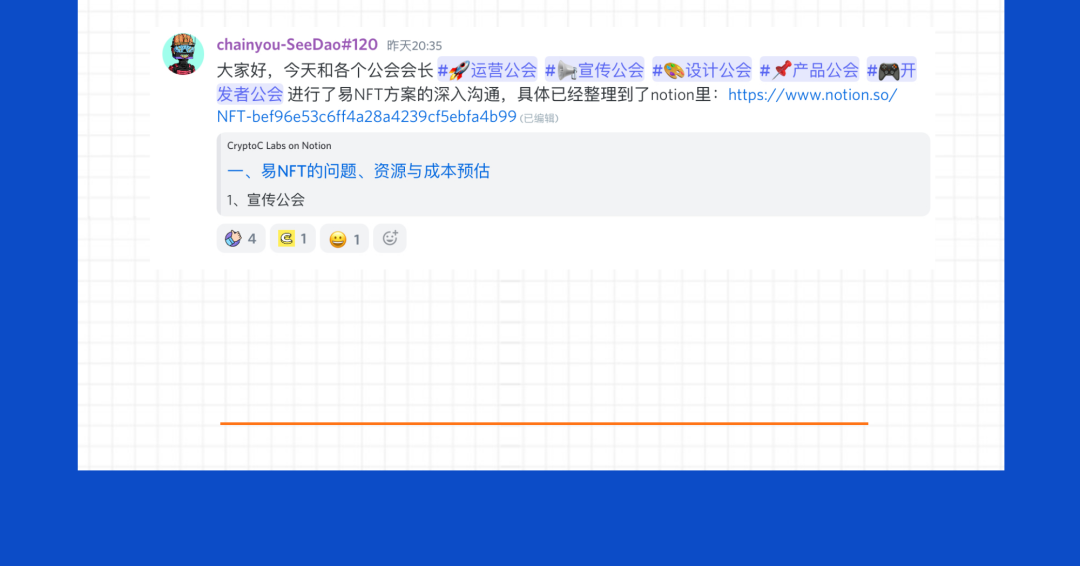 chainyou-SeeDao#120 昨天20:35
大家好，今天和各个公会会长 #🚀运营公会 #📢宣传公会 #🎨设计公会 #📌产品公会 #🎮开
发者公会 进行了易NFT方案的深入沟通，具体已经整理到了notion里：https://www.notion.so/
NFT-bef96e53c6ff4a28a4239cf5ebfa4b99 (已编辑)
CryptoC Labs on Notion
一、易NFT的问题、资源与成本预估
1、宣传公会
4 1 1